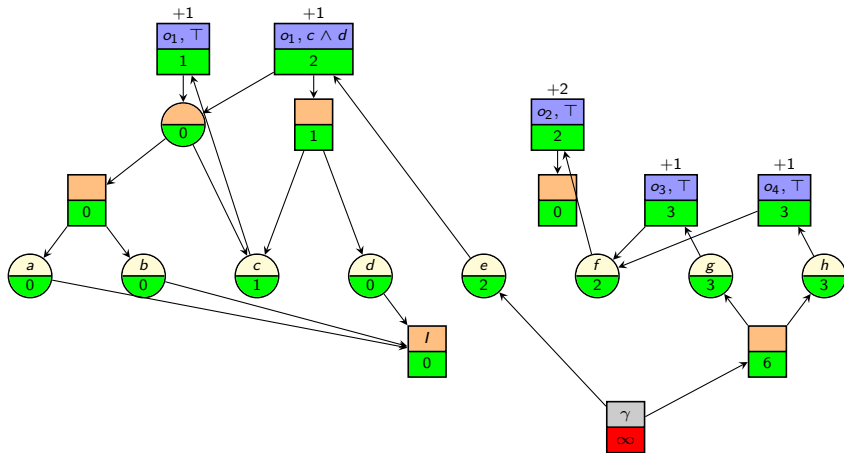 +1 +1
o₁, ⊤ o₁, c ∧ d
1 2
+2
0 o₂, ⊤
1 2
+1 +1
o₃, ⊤ o₄, ⊤
0 0 3 3
a b c d e f g h
0 0 1 0 2 2 3 3
I
0 6
γ
∞